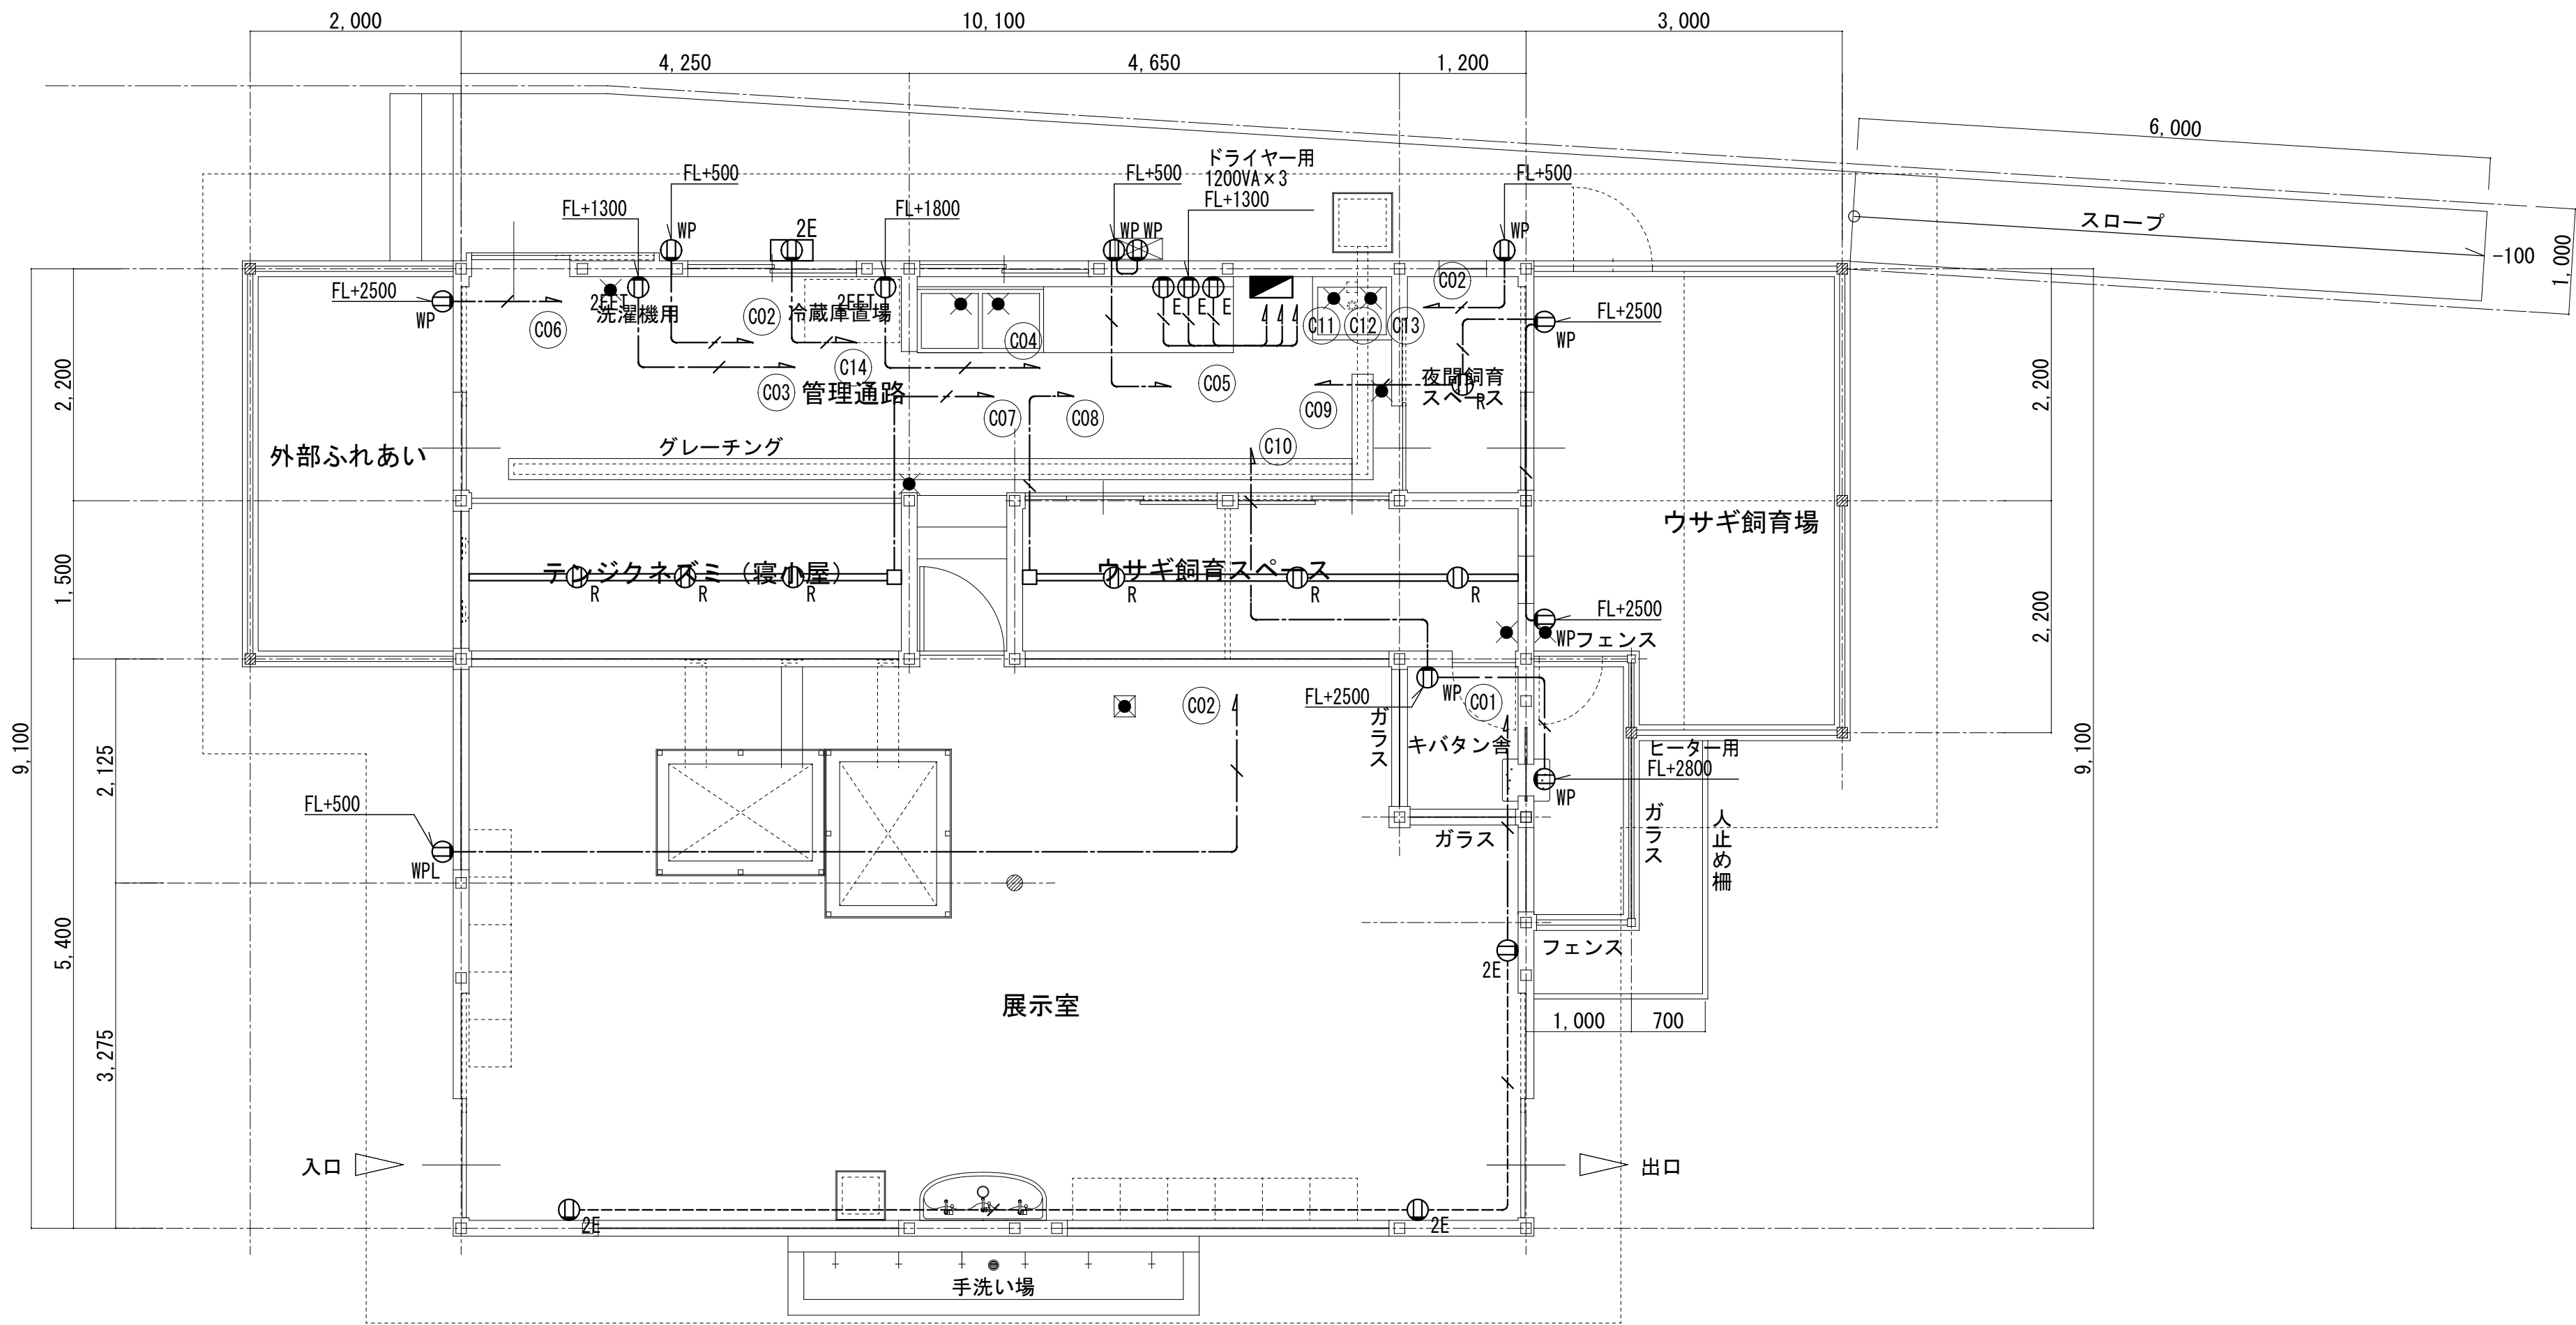 2,000
10,100
3,000
4,250
4,650
1,200
6,000
スロープ
-100
1,000
ドライヤー用
1200VA×3
FL+1300
FL+500
FL+500
FL+500
FL+1300
FL+1800
WP
2E
WP
WP
WP
FL+2500
WP
C06
2EET
洗濯機用
C02
2EET
冷蔵庫置場
C04
E
E
E
C11
C12
C13
C02
FL+2500
WP
C03
C14
管理通路
C05
C09
夜間飼育
スペース
R
C07
C08
C10
グレーチング
外部ふれあい
2,200
1,500
5,400
9,100
2,125
3,275
2,200
2,200
9,100
ウサギ飼育場
テンジクネズミ（寝小屋）
R
R
R
ウサギ飼育スペース
R
R
R
FL+2500
WP
フェンス
C02
FL+2500
WP
C01
ガラス
キバタン舎
ヒーター用
FL+2800
WP
ガラス
ガラス
人止め柵
FL+500
WPL
2E
フェンス
展示室
1,000
700
入口
出口
2E
2E
手洗い場